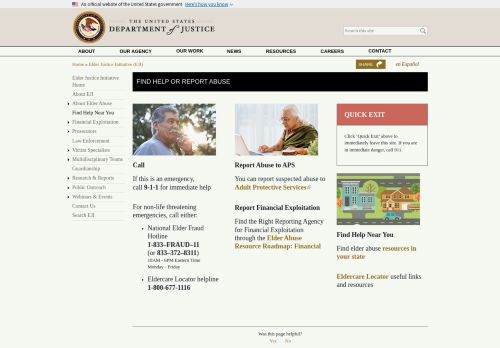 An official website of the United States government Here's how you know
THE UNITED STATES
DEPARTMENT of JUSTICE
Search this site
ABOUT OUR AGENCY OUR WORK NEWS RESOURCES CAREERS CONTACT
Home » Elder Justice Initiative (EJI)
SHARE
en Español
Elder Justice Initiative
Home
About EJI
About Elder Abuse
Find Help Near You
Financial Exploitation
Prosecutors
Law Enforcement
Victim Specialists
Multidisciplinary Teams
Guardianship
Research & Reports
Public Outreach
Webinars & Events
Contact Us
Search EJI
FIND HELP OR REPORT ABUSE
Call
If this is an emergency,
call 9-1-1 for immediate help
For non-life threatening
emergencies, call either:
National Elder Fraud
Hotline
1-833–FRAUD–11
(or 833–372–8311)
10AM - 6PM Eastern Time
Monday - Friday
Eldercare Locator helpline
1-800-677-1116
Report Abuse to APS
You can report suspected abuse to
Adult Protective Services
Report Financial Exploitation
Find the Right Reporting Agency
for Financial Exploitation
through the Elder Abuse
Resource Roadmap: Financial
QUICK EXIT
Click 'Quick Exit' above to
immediately leave this site. If you are
in immediate danger, call 911.
Find Help Near You
Find elder abuse resources in
your state
Eldercare Locator useful links
and resources
Was this page helpful?
Yes No